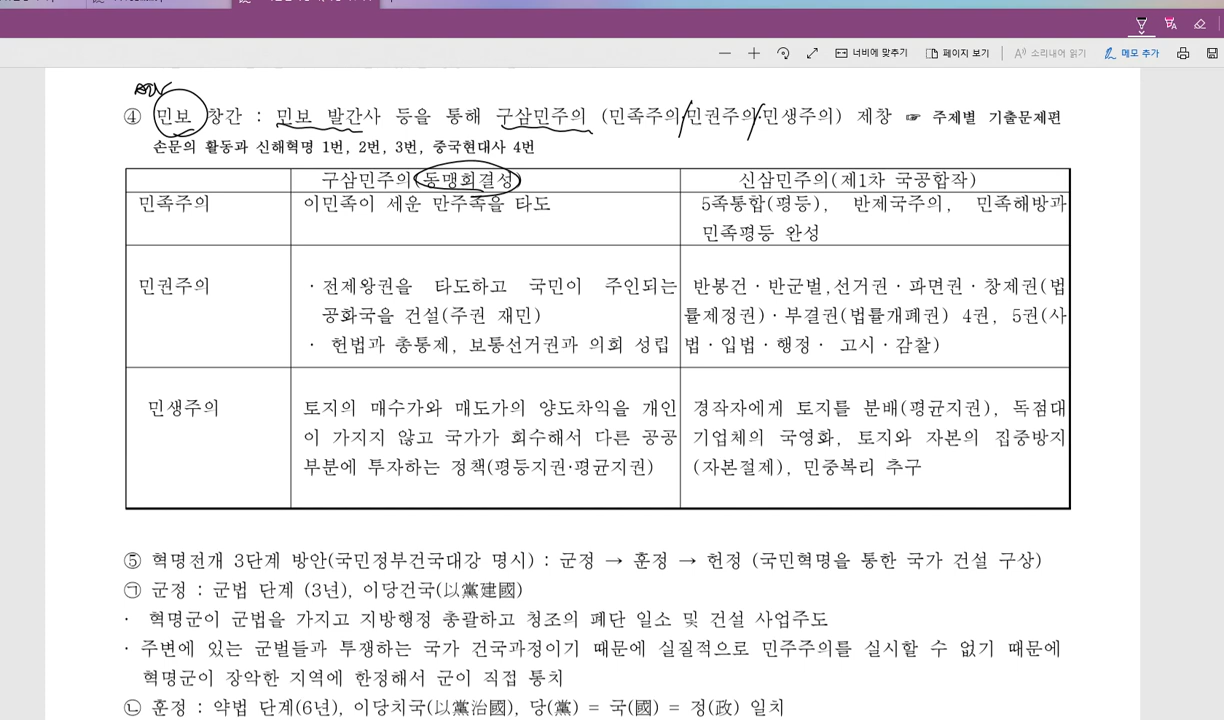 너비에 맞추기 페이지 보기 소리내어 읽기 메모 추가
④ 민보 창간 : 민보 발간사 등을 통해 구삼민주의 (민족주의·민권주의·민생주의) 제창 ☞ 주제별 기출문제편
손문의 활동과 신해혁명 1번, 2번, 3번, 중국현대사 4번
구삼민주의(동맹회결성) 신삼민주의(제1차 국공합작)
민족주의 이민족이 세운 만주족을 타도 5족통합(평등), 반제국주의, 민족해방과
민족평등 완성
민권주의 · 전제왕권을 타도하고 국민이 주인되는 반봉건·반군벌,선거권·파면권·창제권(법
공화국을 건설(주권 재민) 률제정권)·부결권(법률개폐권) 4권, 5권(사
· 헌법과 총통제, 보통선거권과 의회 성립 법·입법·행정· 고시·감찰)
민생주의 토지의 매수가와 매도가의 양도차익을 개인 경작자에게 토지를 분배(평균지권), 독점대
이 가지지 않고 국가가 회수해서 다른 공공 기업체의 국영화, 토지와 자본의 집중방지
부분에 투자하는 정책(평등지권·평균지권) (자본절제), 민중복리 추구
⑤ 혁명전개 3단계 방안(국민정부건국대강 명시) : 군정 → 훈정 → 헌정 (국민혁명을 통한 국가 건설 구상)
㉠ 군정 : 군법 단계 (3년), 이당건국(以黨建國)
· 혁명군이 군법을 가지고 지방행정 총괄하고 청조의 폐단 일소 및 건설 사업주도
· 주변에 있는 군벌들과 투쟁하는 국가 건국과정이기 때문에 실질적으로 민주주의를 실시할 수 없기 때문에
혁명군이 장악한 지역에 한정해서 군이 직접 통치
㉡ 훈정 : 약법 단계(6년), 이당치국(以黨治國), 당(黨) = 국(國) = 정(政) 일치